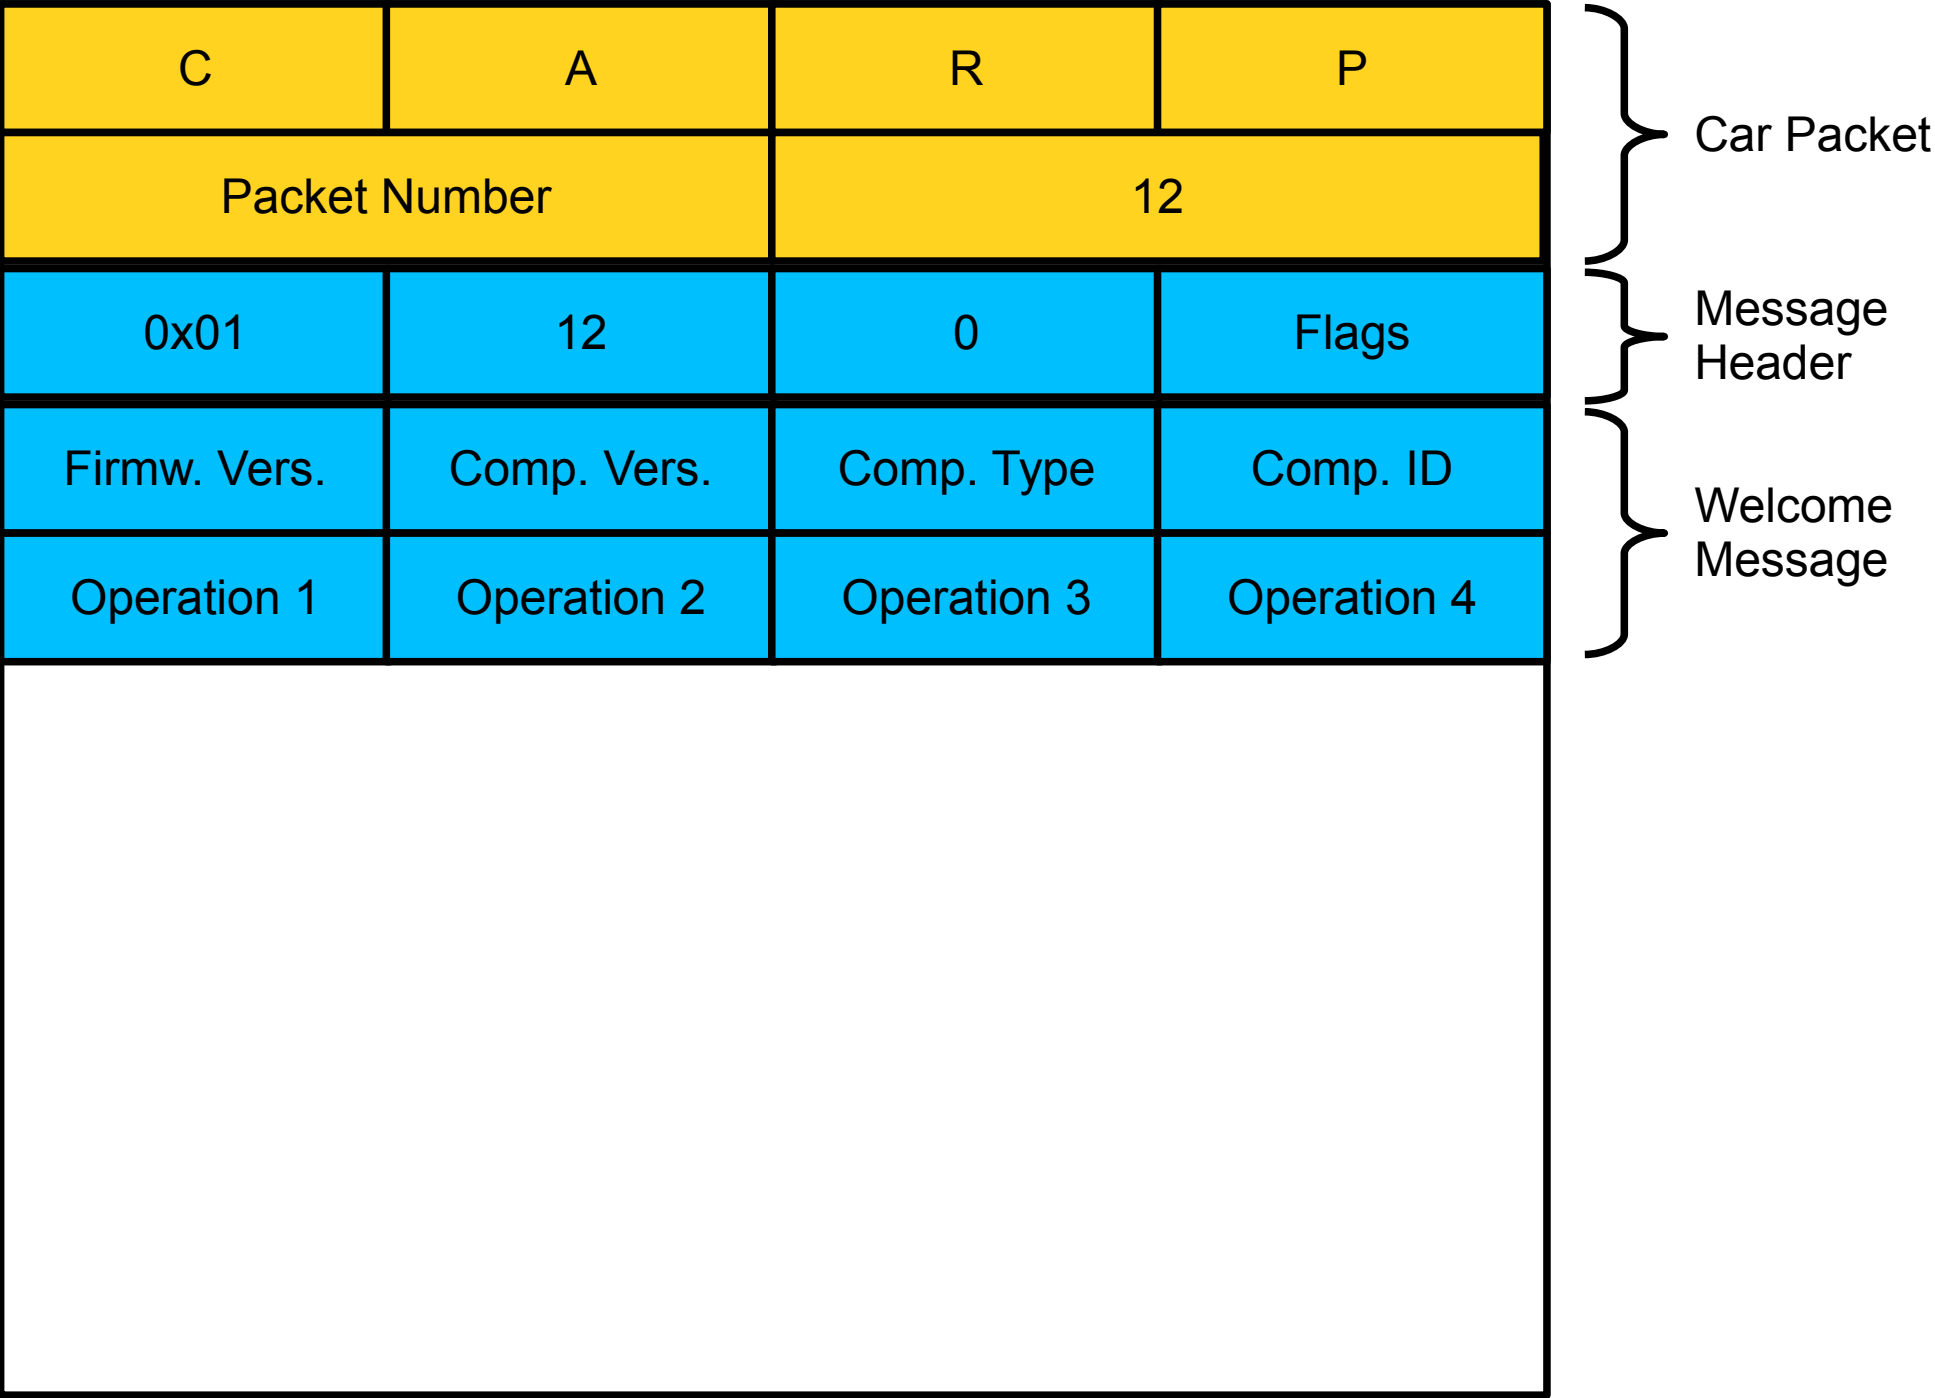 C A R P
Car Packet
Packet Number 12
0x01 12 0 Flags
Message
Header
Firmw. Vers. Comp. Vers. Comp. Type Comp. ID
Welcome
Message
Operation 1 Operation 2 Operation 3 Operation 4